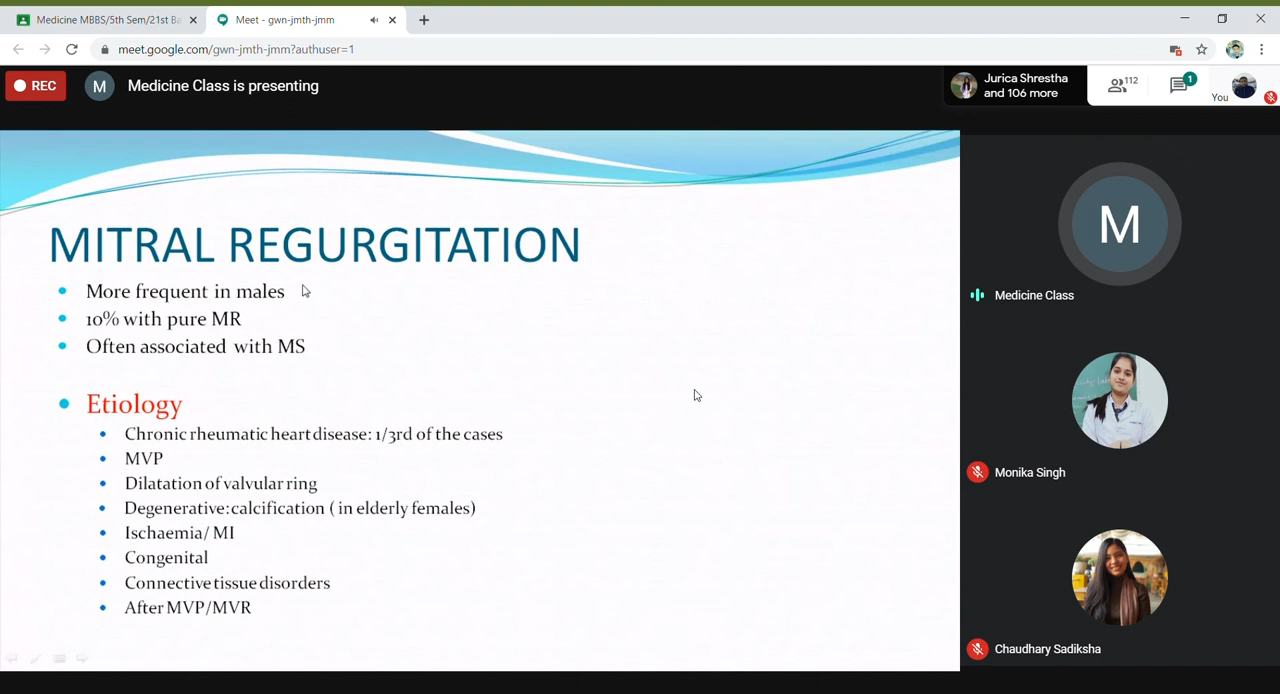 Medicine MBBS/5th Sem/21st Ba
Meet - gwn-jmth-jmm
meet.google.com/gwn-jmth-jmm?authuser=1
REC
M
Medicine Class is presenting
Jurica Shrestha
and 106 more
112
1
You
MITRAL REGURGITATION
More frequent in males
10% with pure MR
Often associated with MS
Etiology
Chronic rheumatic heart disease: 1/3rd of the cases
MVP
Dilatation of valvular ring
Degenerative: calcification ( in elderly females)
Ischaemia/ MI
Congenital
Connective tissue disorders
After MVP/MVR
M
Medicine Class
Monika Singh
Chaudhary Sadiksha